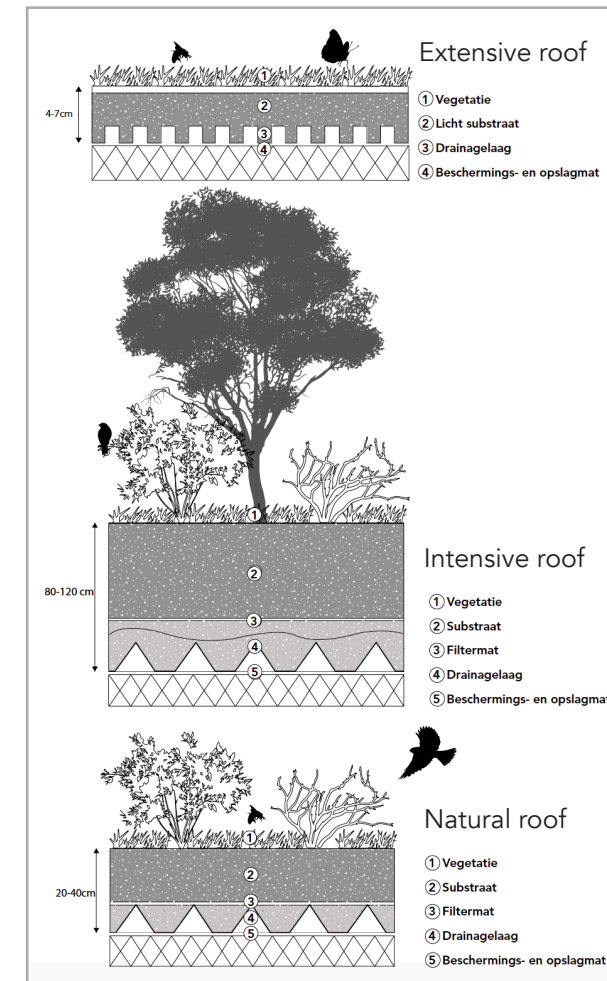 Extensive roof
1 Vegetatie
2 Licht substraat
3 Drainagelaag
4 Beschermings- en opslagmat
4-7cm
1
2
3
4
Intensive roof
1 Vegetatie
2 Substraat
3 Filtermat
4 Drainagelaag
5 Beschermings- en opslagmat
80-120 cm
1
2
3
4
5
Natural roof
1 Vegetatie
2 Substraat
3 Filtermat
4 Drainagelaag
5 Beschermings- en opslagmat
20-40cm
1
2
3
4
5